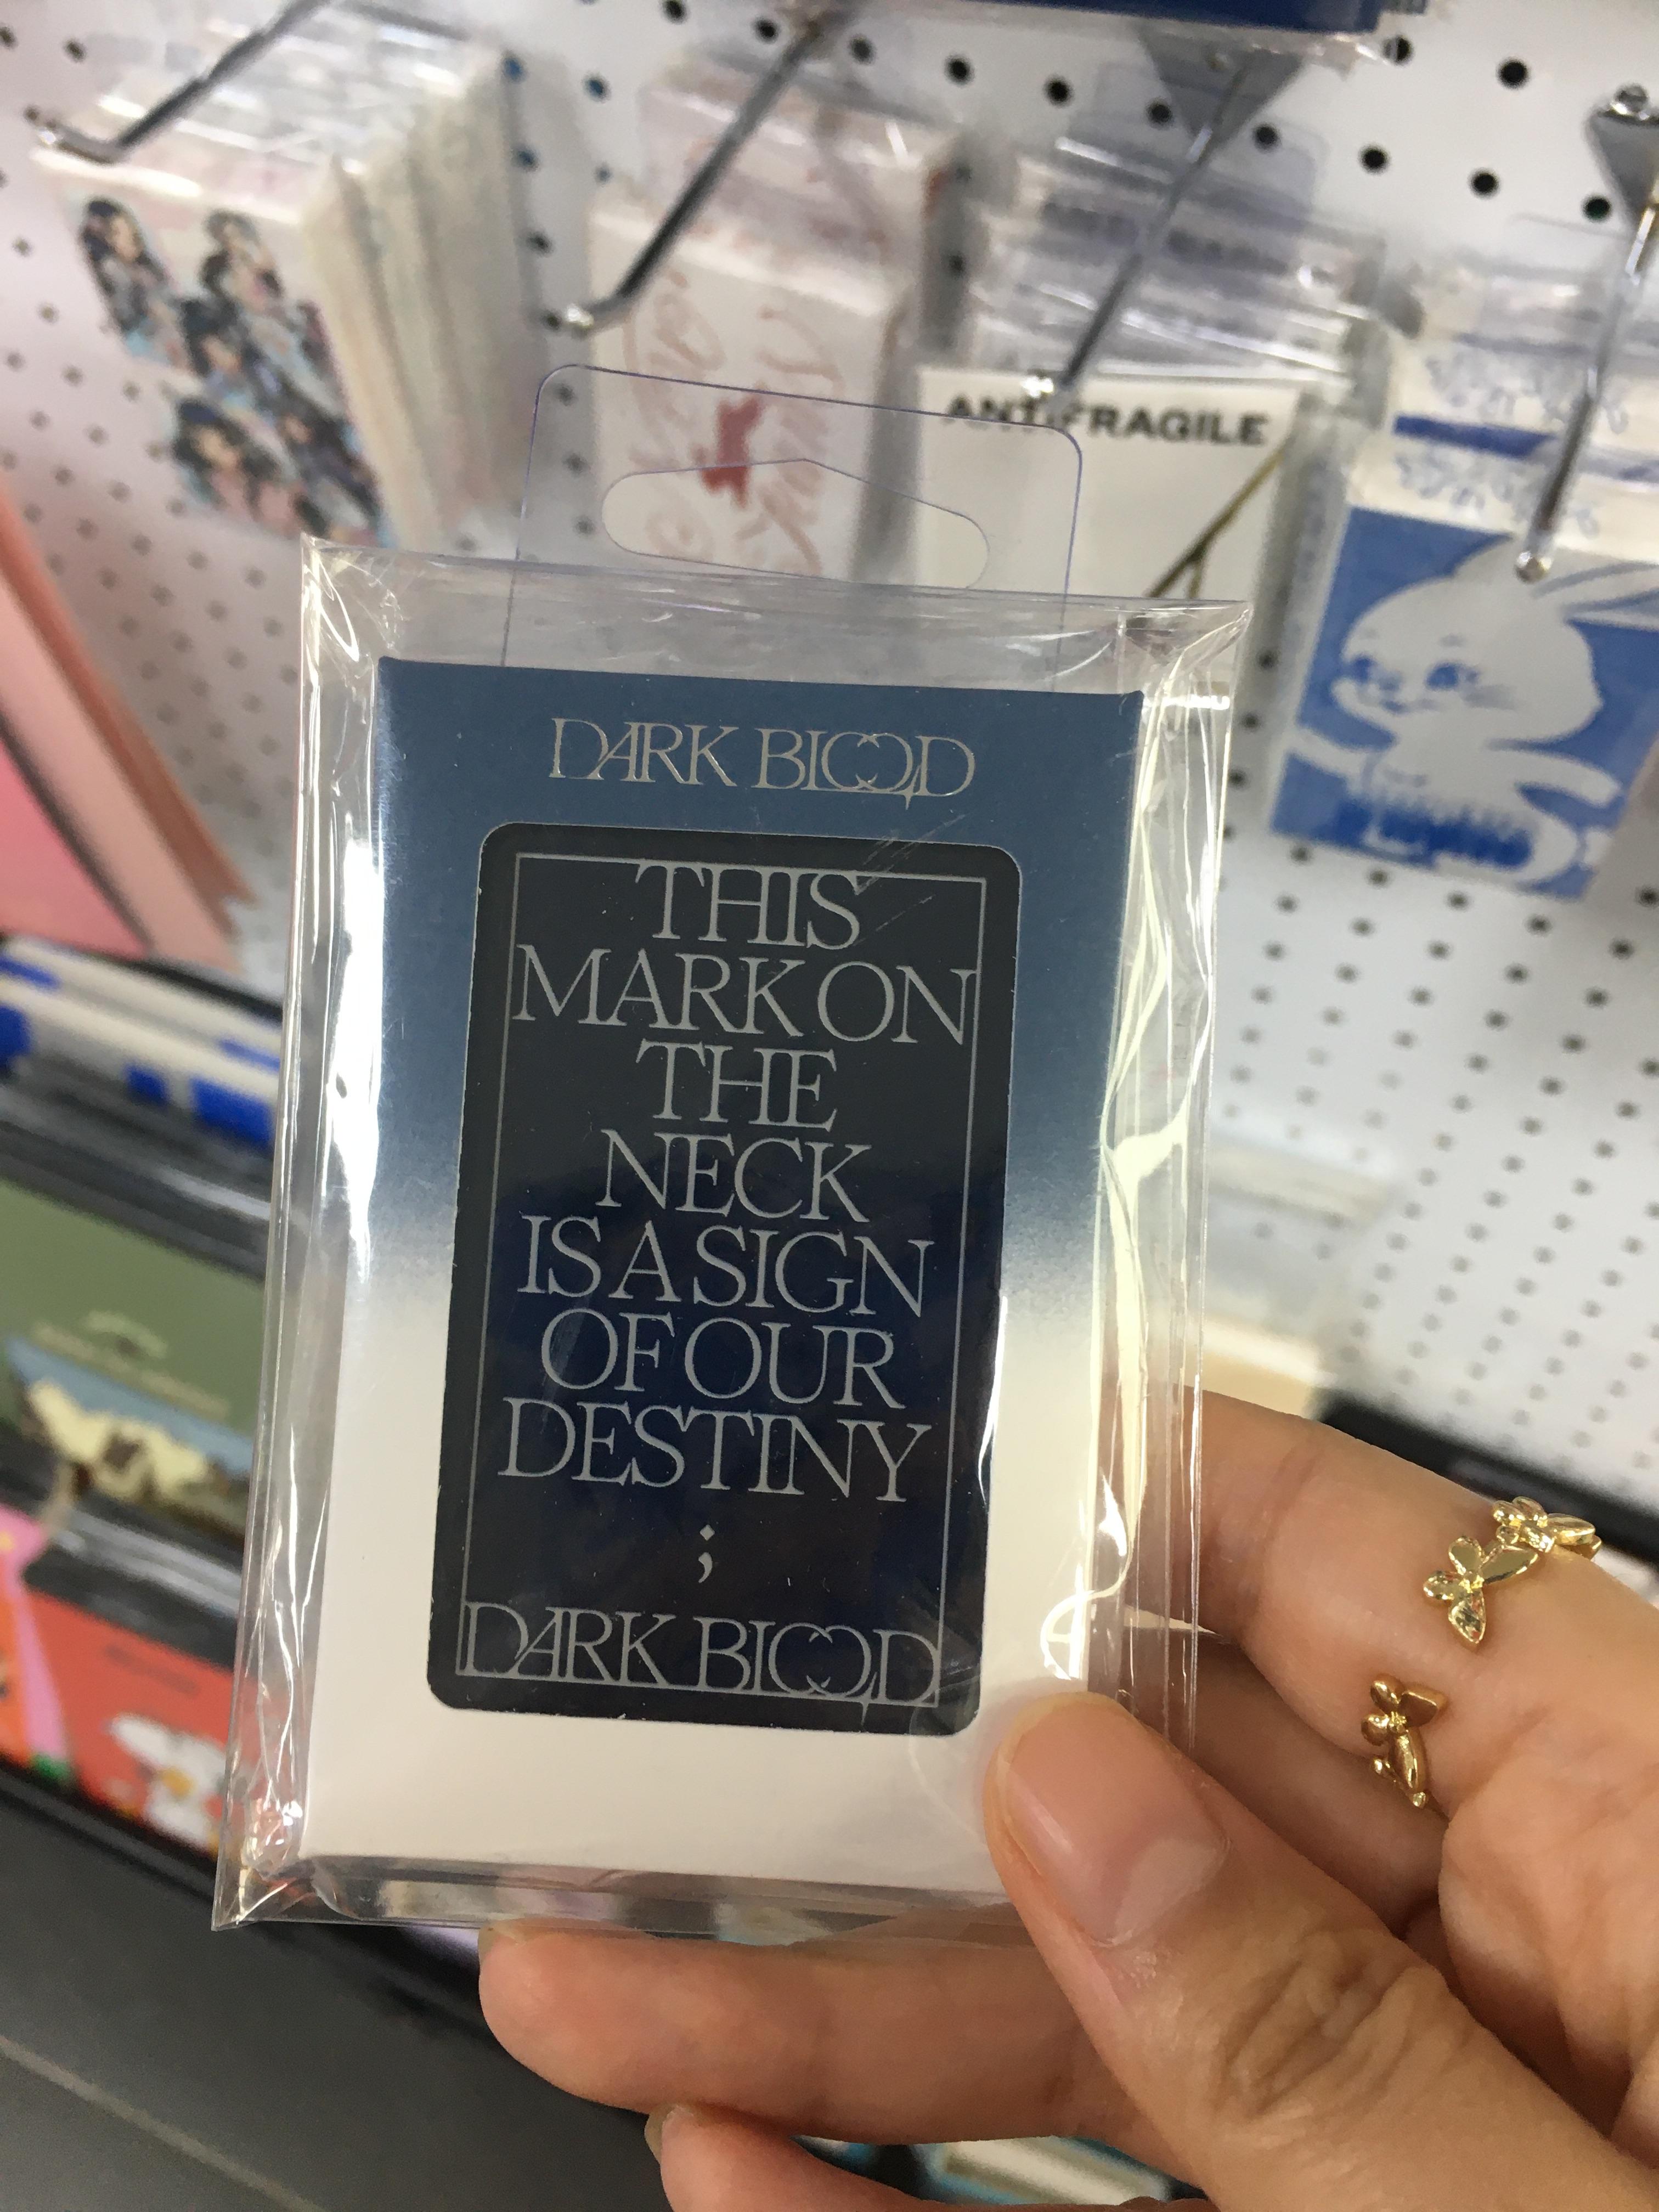 ANTIFRAGILE
DARK BLOOD
THIS
MARK ON
THE
NECK
IS A SIGN
OF OUR
DESTINY
;
DARK BLOOD